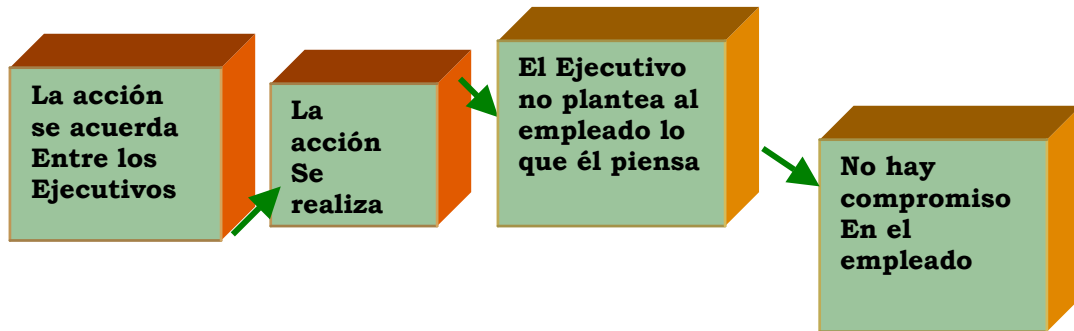 La acción
se acuerda
Entre los
Ejecutivos
La
acción
Se
realiza
El Ejecutivo
no plantea al
empleado lo
que él piensa
No hay
compromiso
En el
empleado